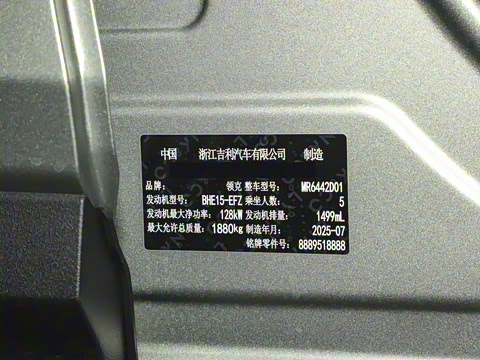 中国 浙江吉利汽车有限公司 制造
品牌： 领克 整车型号： MR6442D01
发动机型号： BHE15-EFZ 乘坐人数： 5
发动机最大净功率： 128kW 发动机排量： 1499mL
最大允许总质量： 1880kg 制造年月： 2025-07
铭牌零件号： 8889518888